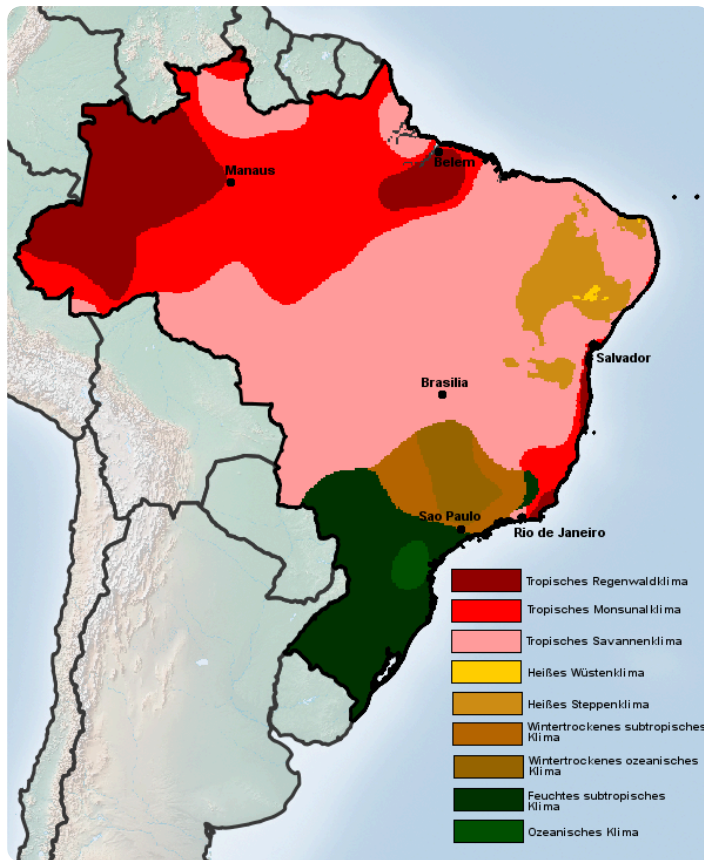 Manaus
Belem
Salvador
Brasilia
Sao Paulo
Rio de Janeiro
Tropisches Regenwaldklima
Tropisches Monsunalklima
Tropisches Savannenklima
Heißes Wüstenklima
Heißes Steppenklima
Wintertrockenes subtropisches
Klima
Wintertrockenes ozeanisches
Klima
Feuchtes subtropisches
Klima
Ozeanisches Klima